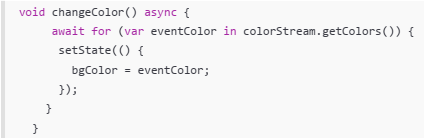 void changeColor() async {
await for (var eventColor in colorStream.getColors()) {
setState(() {
bgColor = eventColor;
});
}
}